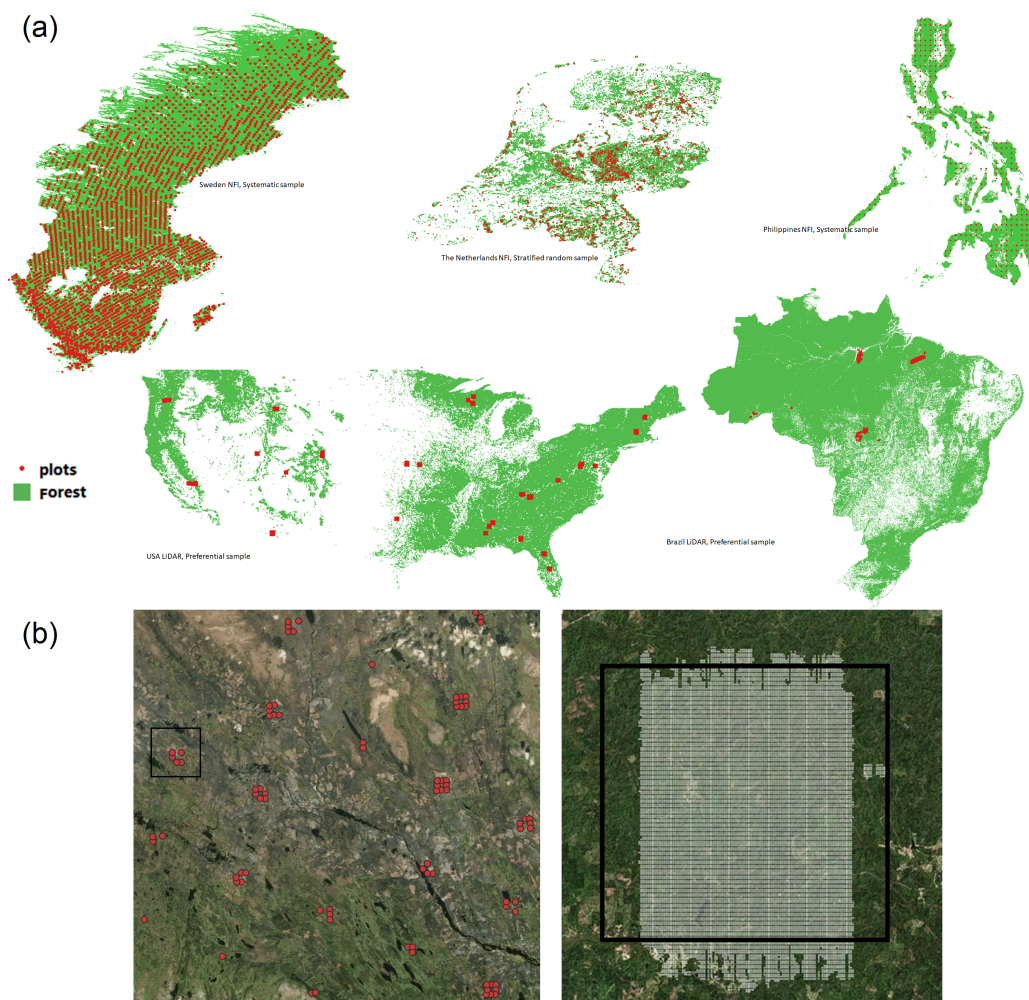 (a)
Sweden NFI, Systematic sample
The Netherlands NFI, Stratified random sample
Philippines NFI, Systematic sample
plots
Forest
USA LiDAR, Preferential sample
Brazil LiDAR, Preferential sample
(b)